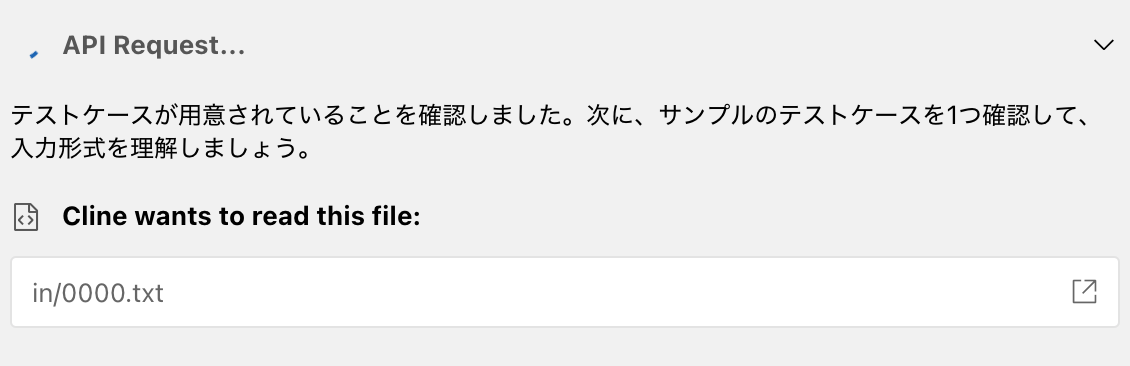 API Request...
テストケースが用意されていることを確認しました。次に、サンプルのテストケースを1つ確認して、
入力形式を理解しましょう。
Cline wants to read this file:
in/0000.txt